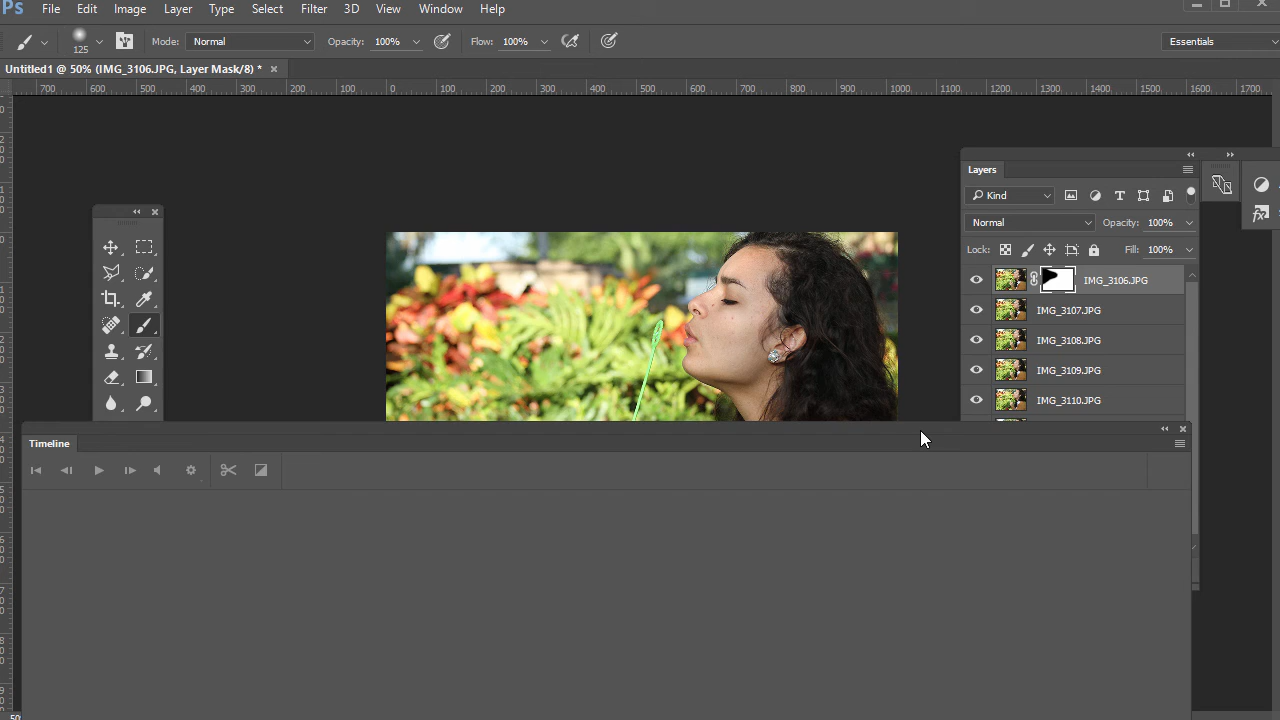 Ps File Edit Image Layer Type Select Filter 3D View Window Help
125 Mode: Normal Opacity: 100% Flow: 100% Essentials
Untitled1 @ 50% (IMG_3106.JPG, Layer Mask/8) *
700 600 500 400 300 200 100 0 100 200 300 400 500 600 700 800 900 1000 1100 1200 1300 1400 1500 1600 1700
Layers
Kind
Normal Opacity: 100%
Lock: Fill: 100%
IMG_3106.JPG
IMG_3107.JPG
IMG_3108.JPG
IMG_3109.JPG
IMG_3110.JPG
Timeline